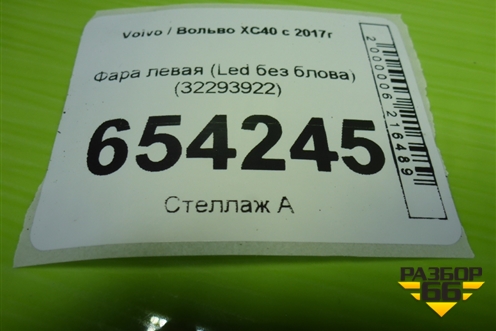 Volvo / Вольво XC40 с 2017г
Фара левая (Led без блова)
(32293922)
654245
Стеллаж А
2000006216489
РАЗБОР
66